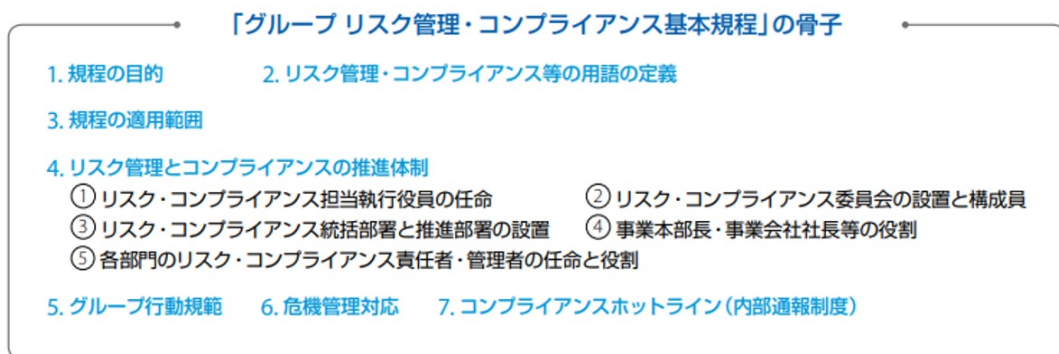 「グループ リスク管理・コンプライアンス基本規程」の骨子
1. 規程の目的 2. リスク管理・コンプライアンス等の用語の定義
3. 規程の適用範囲
4. リスク管理とコンプライアンスの推進体制
① リスク・コンプライアンス担当執行役員の任命 ② リスク・コンプライアンス委員会の設置と構成員
③ リスク・コンプライアンス統括部署と推進部署の設置 ④ 事業本部長・事業会社社長等の役割
⑤ 各部門のリスク・コンプライアンス責任者・管理者の任命と役割
5. グループ行動規範 6. 危機管理対応 7. コンプライアンスホットライン（内部通報制度）